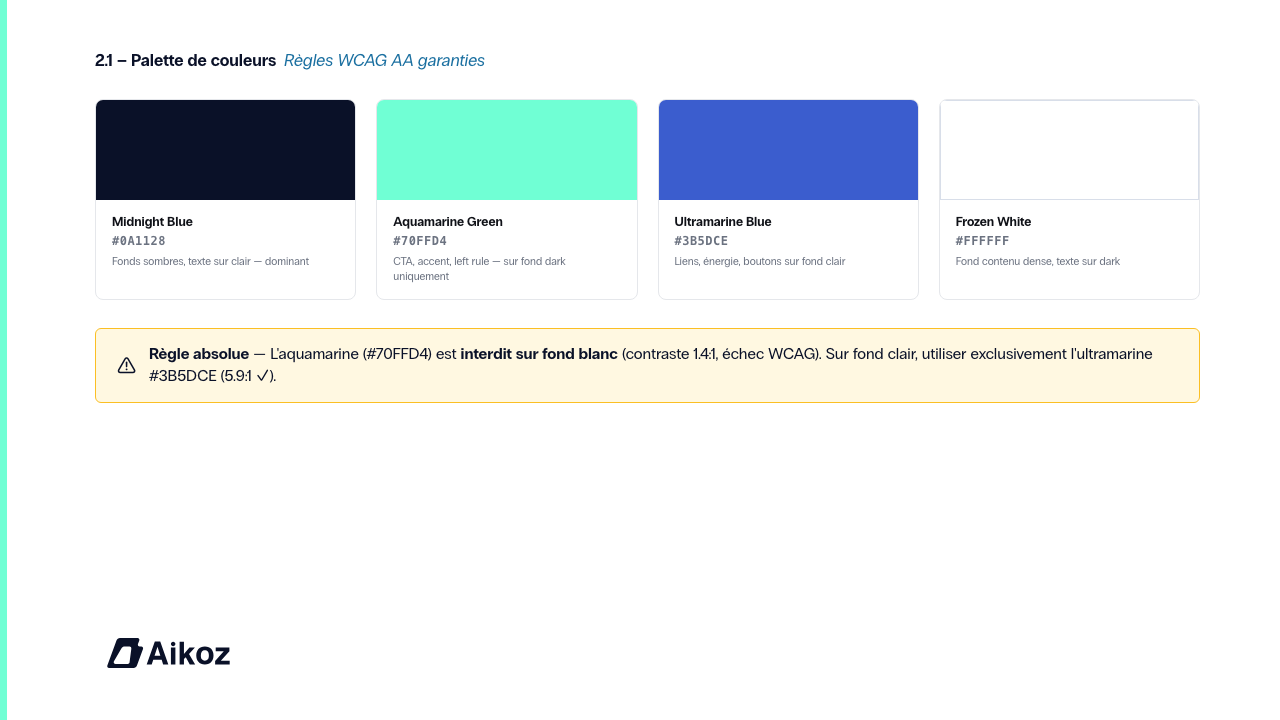 2.1 – Palette de couleurs Règles WCAG AA garanties
Midnight Blue
#0A1128
Fonds sombres, texte sur clair — dominant
Aquamarine Green
#70FFD4
CTA, accent, left rule — sur fond dark
uniquement
Ultramarine Blue
#3B5DCE
Liens, énergie, boutons sur fond clair
Frozen White
#FFFFFF
Fond contenu dense, texte sur dark
Règle absolue — L'aquamarine (#70FFD4) est interdit sur fond blanc (contraste 1.4:1, échec WCAG). Sur fond clair, utiliser exclusivement l'ultramarine
#3B5DCE (5.9:1 ✓).
Aikoz